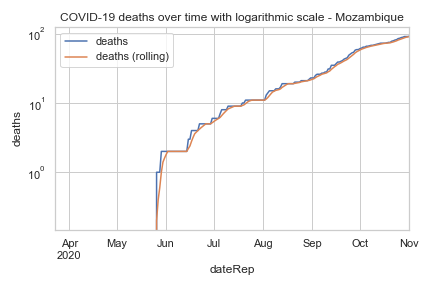 COVID-19 deaths over time with logarithmic scale - Mozambique
deaths
deaths (rolling)
10²
10¹
10⁰
deaths
Apr May Jun Jul Aug Sep Oct Nov
2020
dateRep